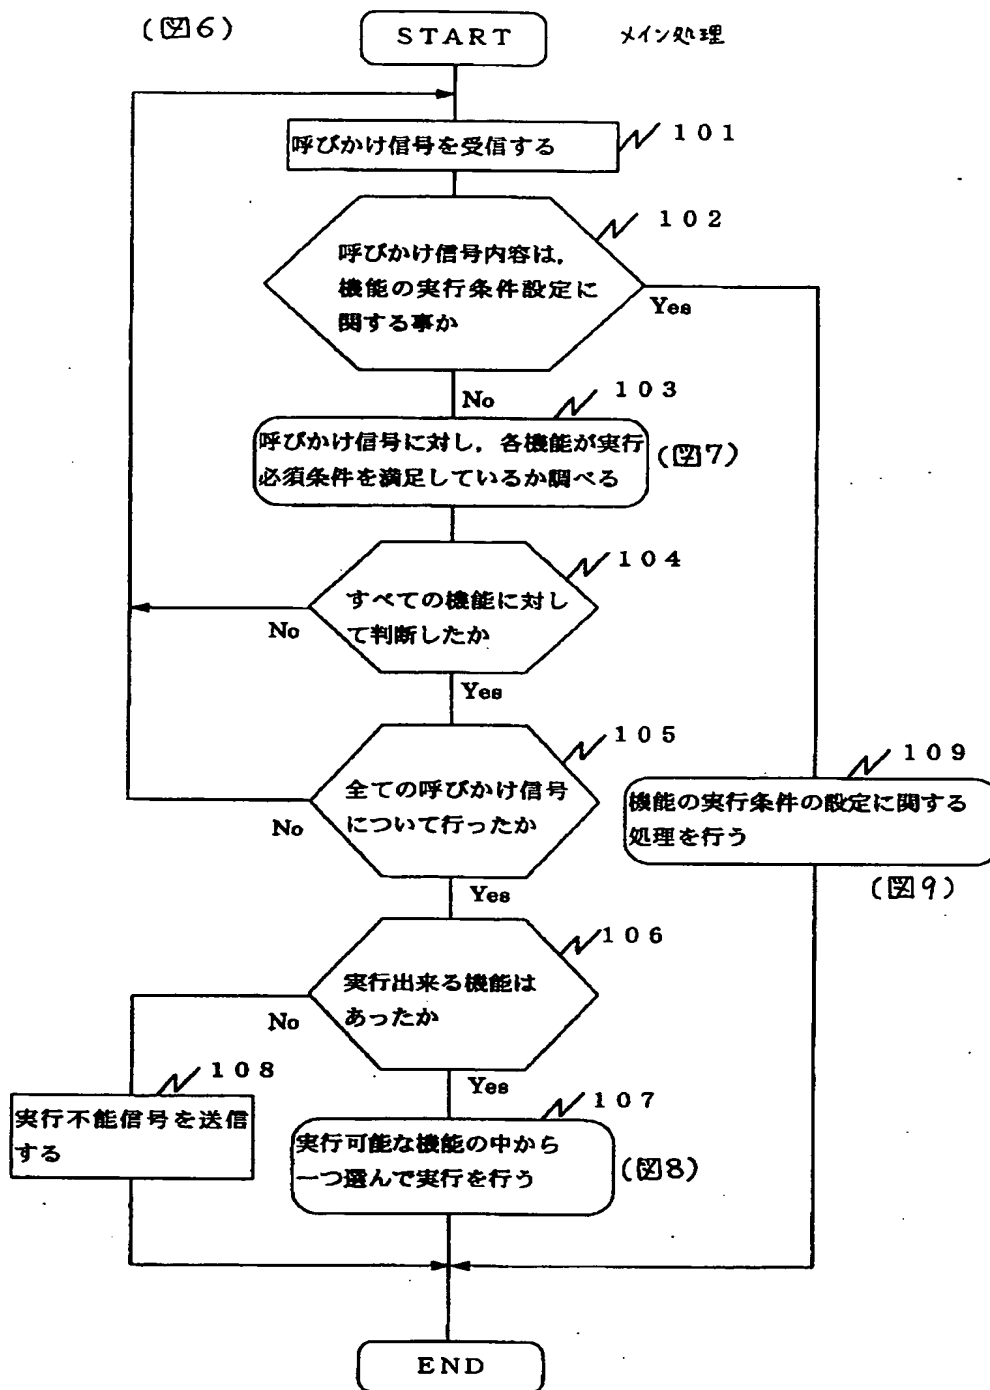 (図6)
START
メイン処理
呼びかけ信号を受信する
101
102
呼びかけ信号内容は,
機能の実行条件設定に
関する事か
Yes
No
103
呼びかけ信号に対し,各機能が実行
必須条件を満足しているか調べる
(図7)
104
すべての機能に対し
て判断したか
No
Yes
105
全ての呼びかけ信号
について行ったか
No
Yes
109
機能の実行条件の設定に関する
処理を行う
(図9)
106
実行出来る機能は
あったか
No
Yes
108
実行不能信号を送信
する
107
実行可能な機能の中から
一つ選んで実行を行う
(図8)
END